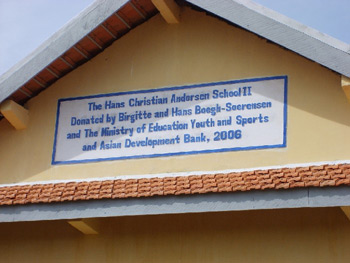 The Hans Christian Andersen School II
Donated by Birgitte and Hans Boegh-Soerensen
and The Ministry of Education Youth and Sports
and Asian Development Bank, 2006